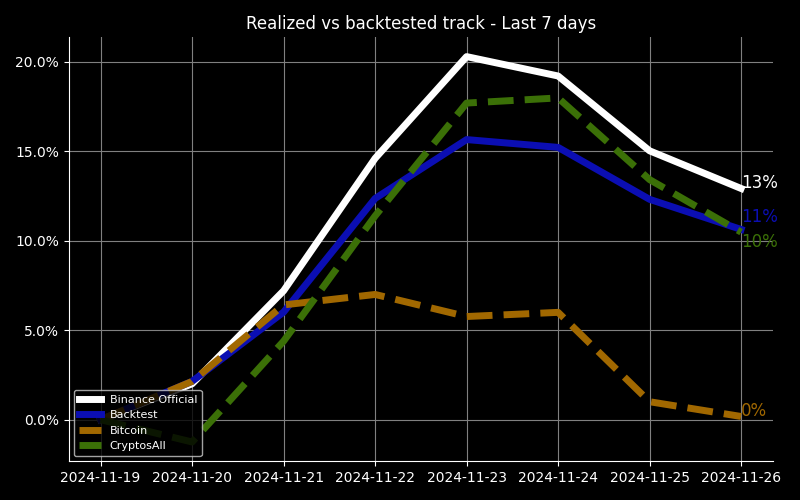 Realized vs backtested track - Last 7 days
20.0%
15.0%
10.0%
5.0%
0.0%
13%
11%
10%
0%
Binance Official
Backtest
Bitcoin
CryptosAll
2024-11-19 2024-11-20 2024-11-21 2024-11-22 2024-11-23 2024-11-24 2024-11-25 2024-11-26